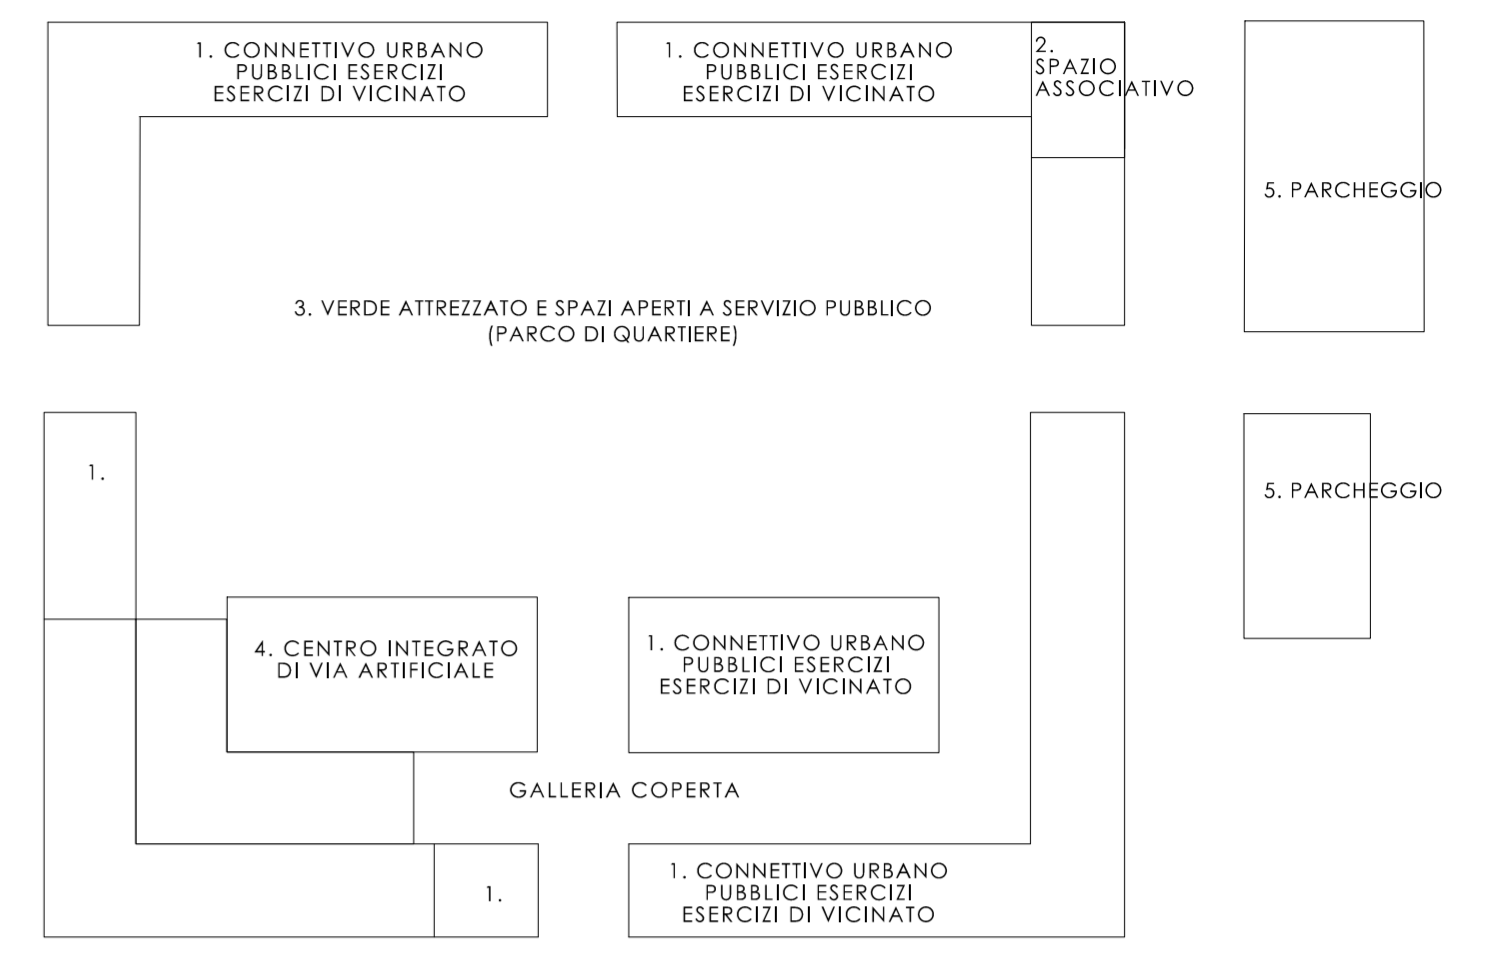 1. CONNETTIVO URBANO
PUBBLICI ESERCIZI
ESERCIZI DI VICINATO
1. CONNETTIVO URBANO
PUBBLICI ESERCIZI
ESERCIZI DI VICINATO
2.
SPAZIO
ASSOCIATIVO
5. PARCHEGGIO
3. VERDE ATTREZZATO E SPAZI APERTI A SERVIZIO PUBBLICO
(PARCO DI QUARTIERE)
1.
5. PARCHEGGIO
4. CENTRO INTEGRATO
DI VIA ARTIFICIALE
1. CONNETTIVO URBANO
PUBBLICI ESERCIZI
ESERCIZI DI VICINATO
GALLERIA COPERTA
1.
1. CONNETTIVO URBANO
PUBBLICI ESERCIZI
ESERCIZI DI VICINATO